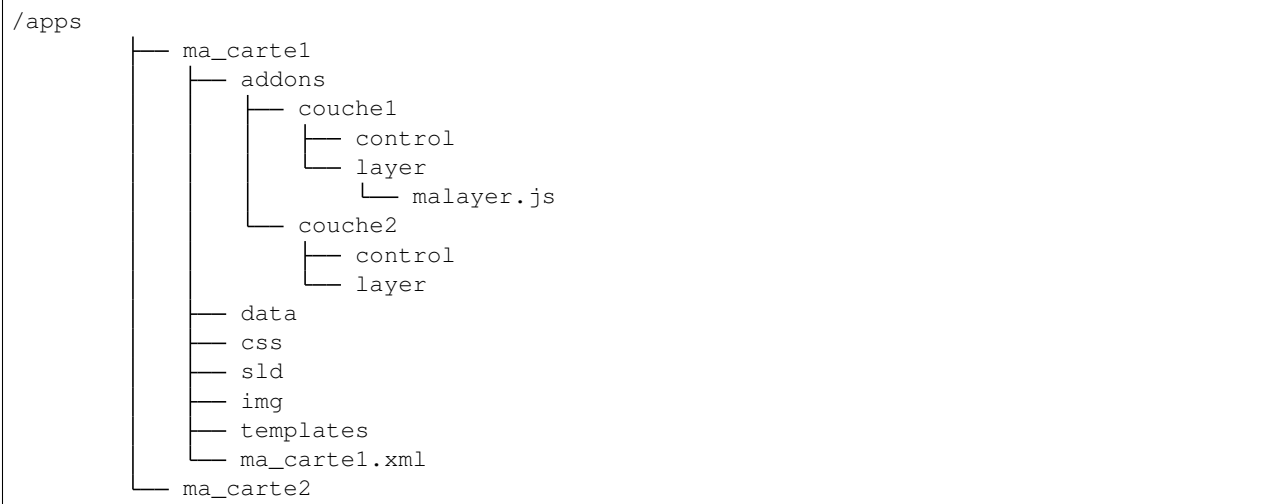 /apps
├── ma_carte1
│   ├── addons
│   │   ├── couche1
│   │   │   ├── control
│   │   │   └── layer
│   │   │       └── malayer.js
│   │   └── couche2
│   │       ├── control
│   │       └── layer
│   ├── data
│   ├── css
│   ├── sld
│   ├── img
│   ├── templates
│   └── ma_carte1.xml
└── ma_carte2